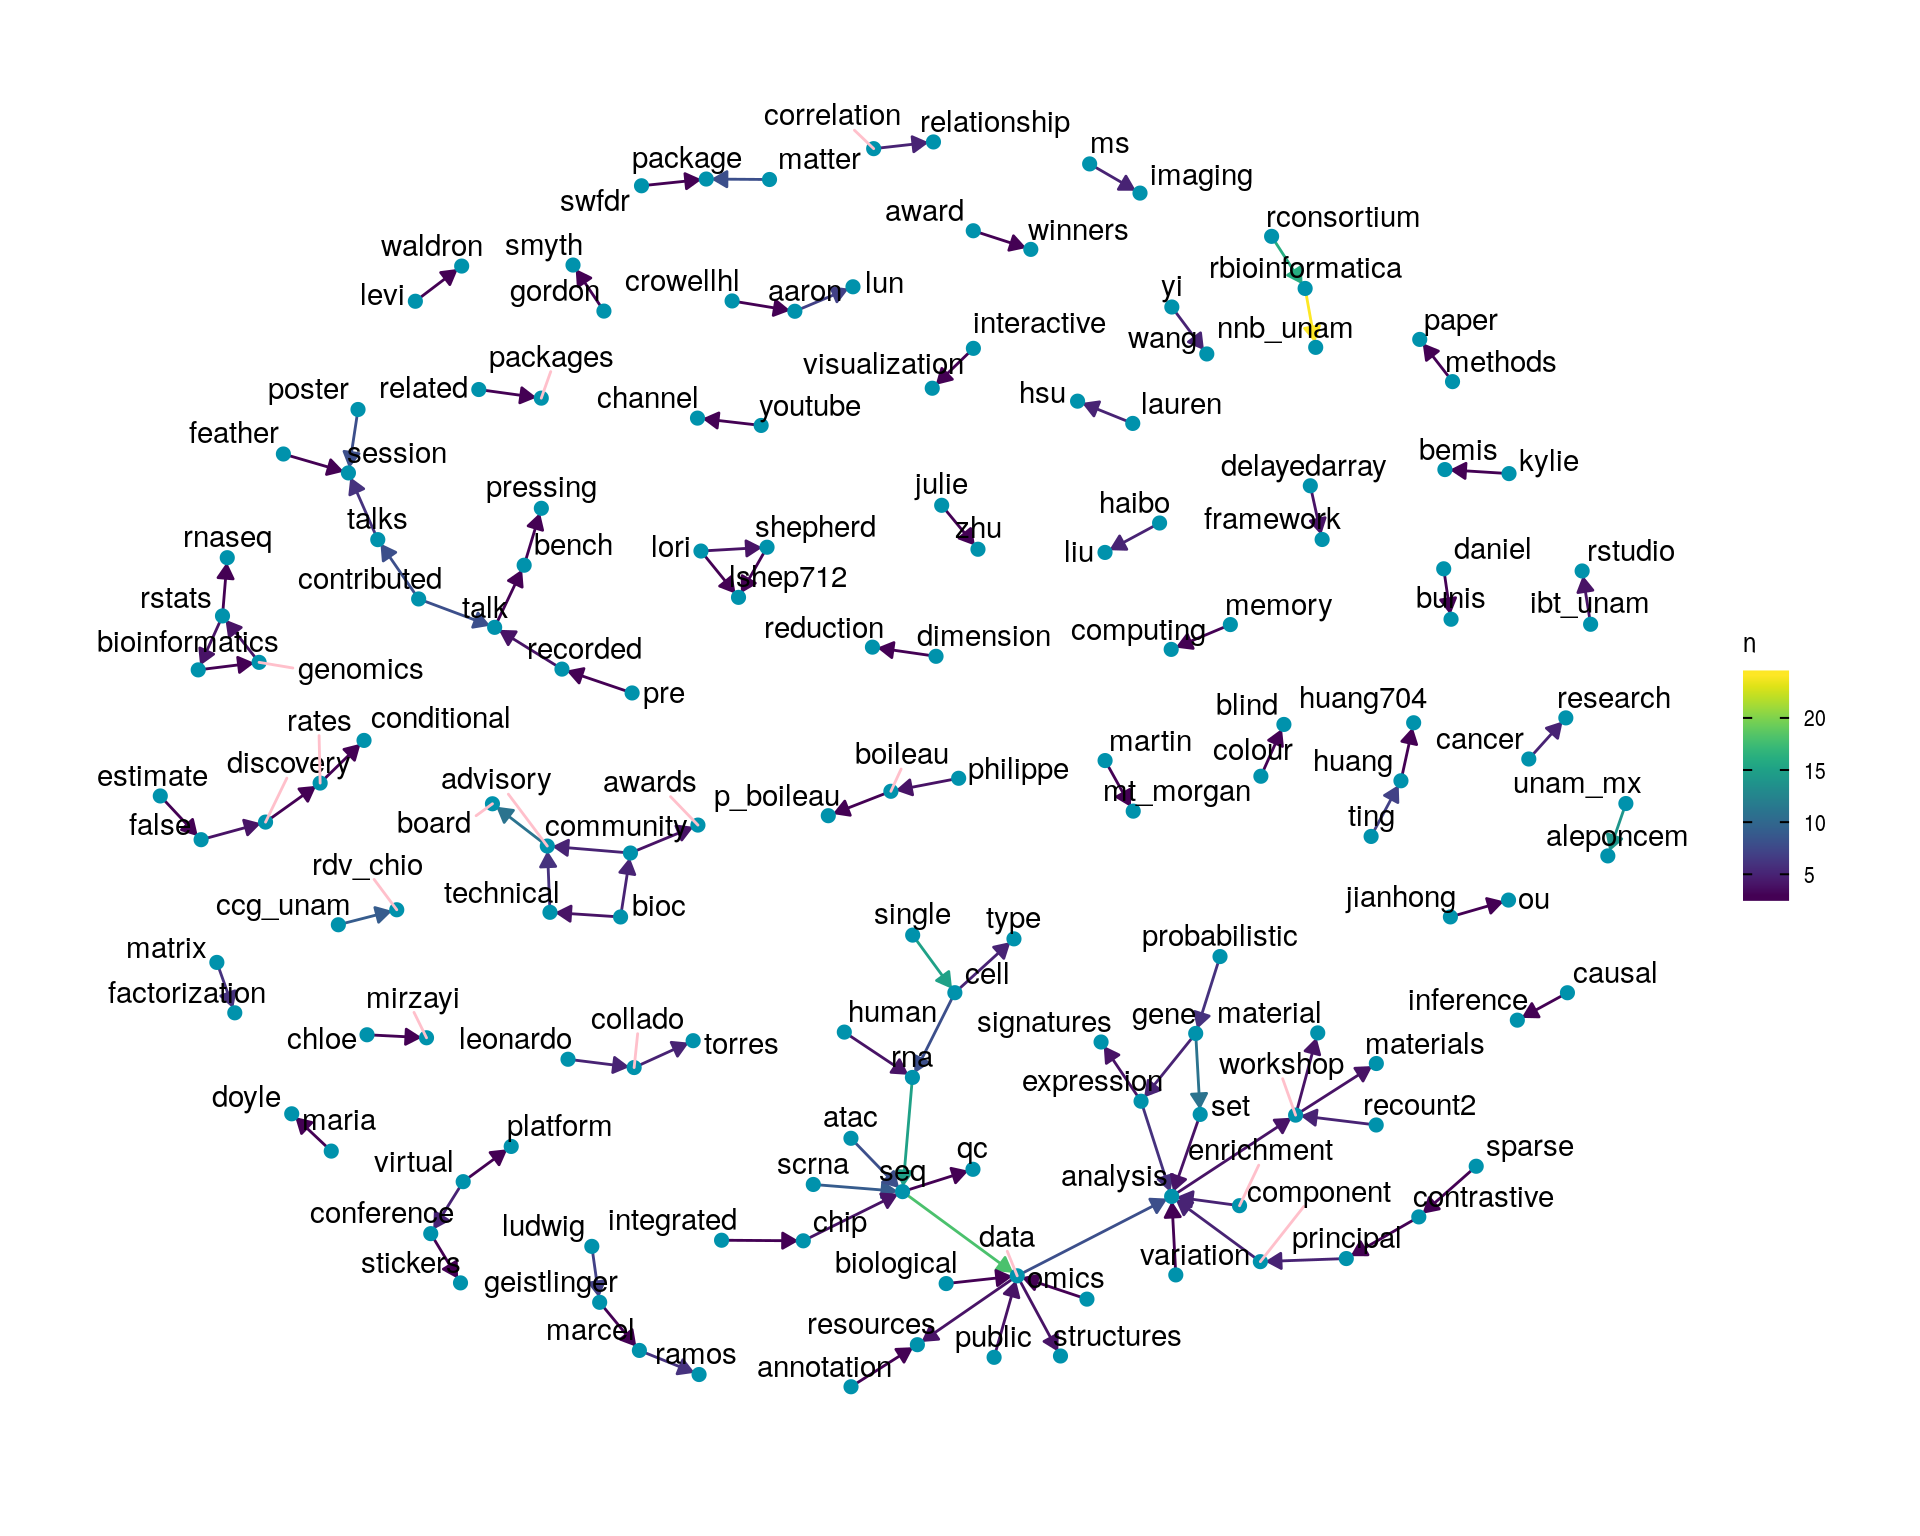 correlation
relationship
ms
package
matter
imaging
swfdr
award
rconsortium
winners
waldron
smyth
rbioinformatica
levi
gordon
crowellhl
aaron
lun
yi
interactive
paper
wang
nnb_unam
packages
visualization
methods
poster
related
channel
youtube
hsu
lauren
feather
session
bemis
kylie
delayedarray
pressing
julie
haibo
talks
shepherd
zhu
framework
rnaseq
bench
lori
liu
daniel
rstudio
contributed
lshep712
rstats
talk
memory
bunis
ibt_unam
bioinformatics
reduction
dimension
computing
recorded
n
genomics
pre
rates
conditional
blind
huang704
research
20
estimate
discovery
advisory
awards
boileau
philippe
martin
colour
huang
cancer
15
false
board
community
p_boileau
mt_morgan
ting
unam_mx
10
aleponcem
rdv_chio
5
ccg_unam
technical
bioc
single
type
jianhong
ou
matrix
probabilistic
cell
causal
factorization
mirzayi
human
signatures
gene
material
inference
chloe
leonardo
collado
torres
rna
expression
workshop
materials
doyle
maria
atac
set
recount2
platform
virtual
scrna
seq
qc
enrichment
sparse
analysis
component
contrastive
conference
ludwig
integrated
chip
data
variation
principal
stickers
geistlinger
biological
omics
marcel
resources
public
structures
ramos
annotation